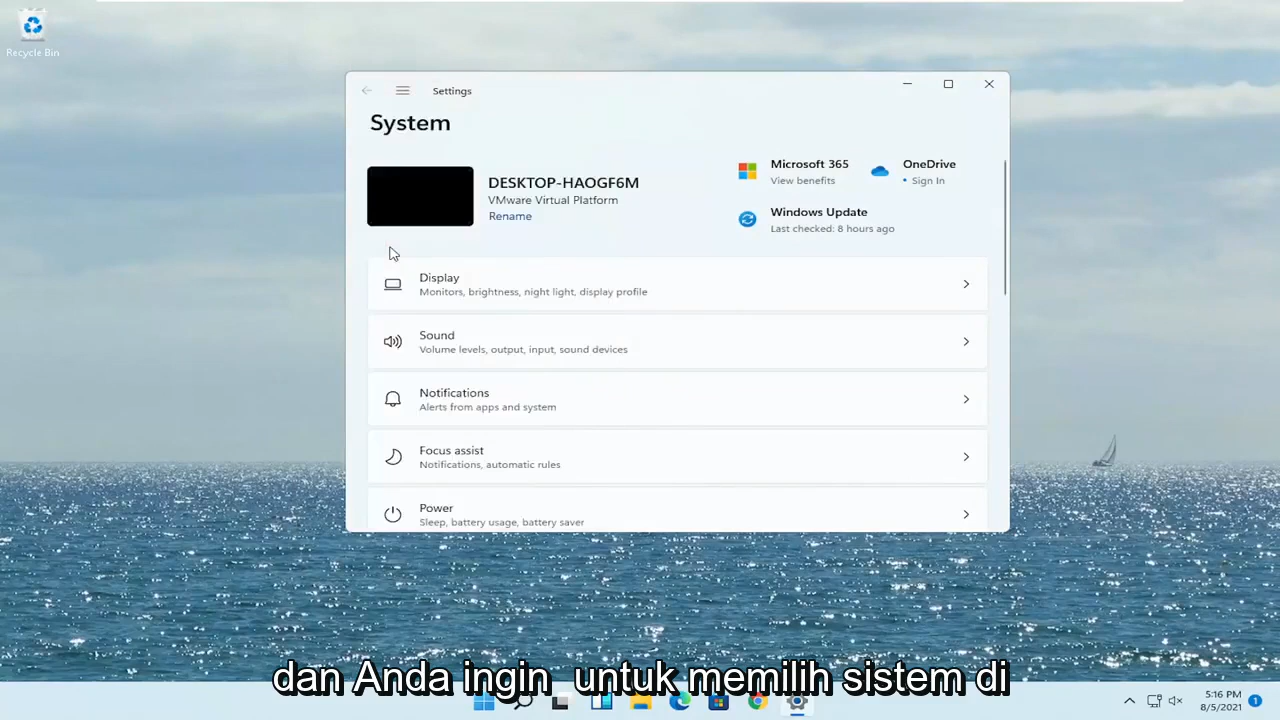 Recycle Bin
Settings
System
DESKTOP-HAOGF6M
VMware Virtual Platform
Rename
Microsoft 365
View benefits
OneDrive
• Sign In
Windows Update
Last checked: 8 hours ago
Display
Monitors, brightness, night light, display profile
Sound
Volume levels, output, input, sound devices
Notifications
Alerts from apps and system
Focus assist
Notifications, automatic rules
Power
Sleep, battery usage, battery saver
dan Anda ingin  untuk memilih sistem di
5:16 PM
8/5/2021
1